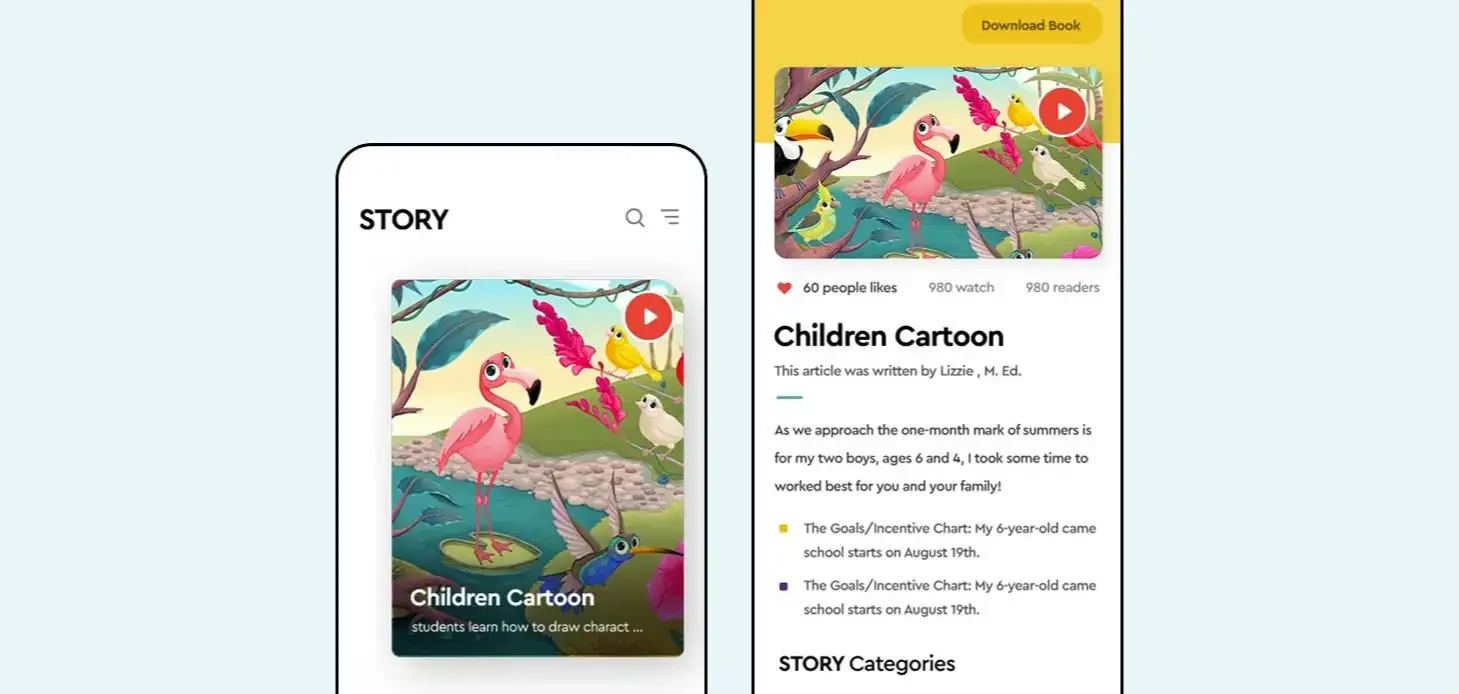 STORY
Children Cartoon
students learn how to draw charact ...
Download Book
60 people likes 980 watch 980 readers
Children Cartoon
This article was written by Lizzie , M. Ed.
As we approach the one-month mark of summers is
for my two boys, ages 6 and 4, I took some time to
worked best for you and your family!
The Goals/Incentive Chart: My 6-year-old came
school starts on August 19th.
The Goals/Incentive Chart: My 6-year-old came
school starts on August 19th.
STORY Categories